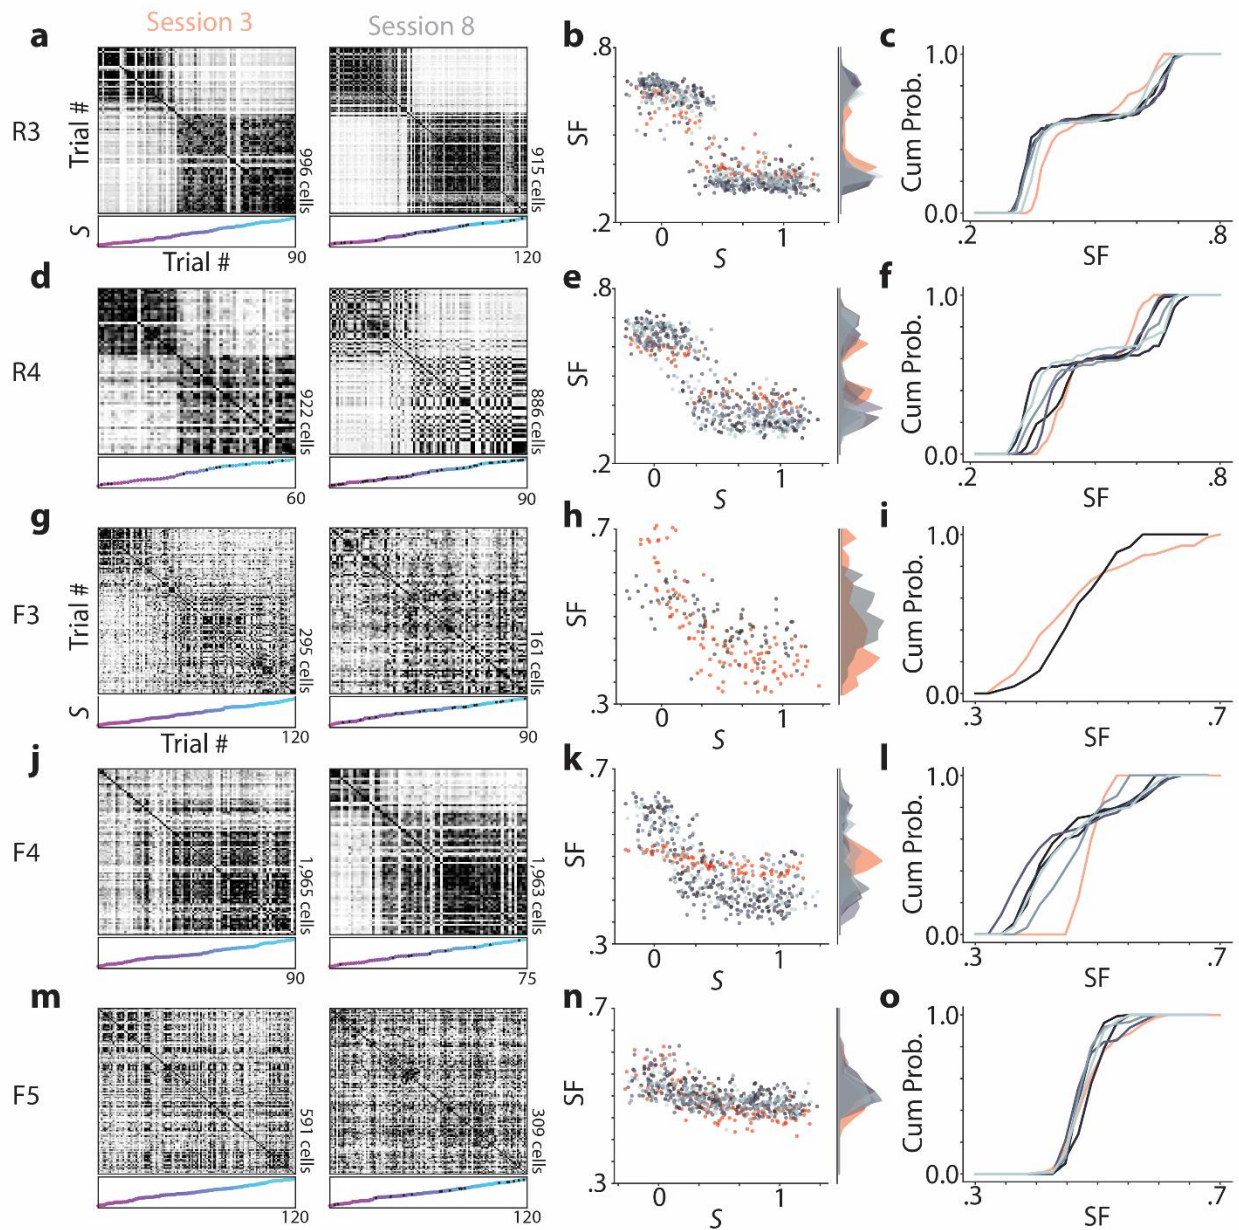 Session 3
Session 8
a
R3
Trial #
996 cells
915 cells
S
Trial #
90
120
b
.8
SF
.2
0
1
S
c
1.0
Cum Prob.
0.0
.2
.8
SF
d
R4
922 cells
886 cells
60
90
e
.8
SF
.2
0
1
S
f
1.0
Cum Prob.
0.0
.2
.8
SF
g
F3
Trial #
295 cells
161 cells
S
Trial #
120
90
h
.7
SF
.3
0
1
S
i
1.0
Cum Prob.
0.0
.3
.7
SF
j
F4
1,965 cells
1,963 cells
90
75
k
.7
SF
.3
0
1
S
l
1.0
Cum Prob.
0.0
.3
.7
SF
m
F5
591 cells
309 cells
120
120
n
.7
SF
.3
0
1
S
o
1.0
Cum Prob.
0.0
.3
.7
SF